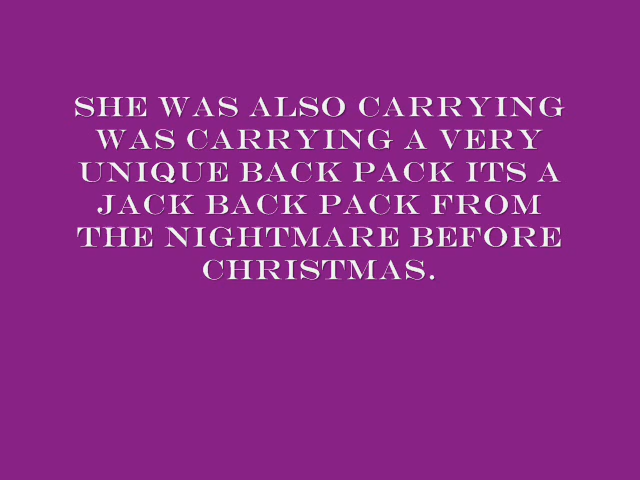 SHE WAS ALSO CARRYING
WAS CARRYING A VERY
UNIQUE BACK PACK ITS A
JACK BACK PACK FROM
THE NIGHTMARE BEFORE
CHRISTMAS.